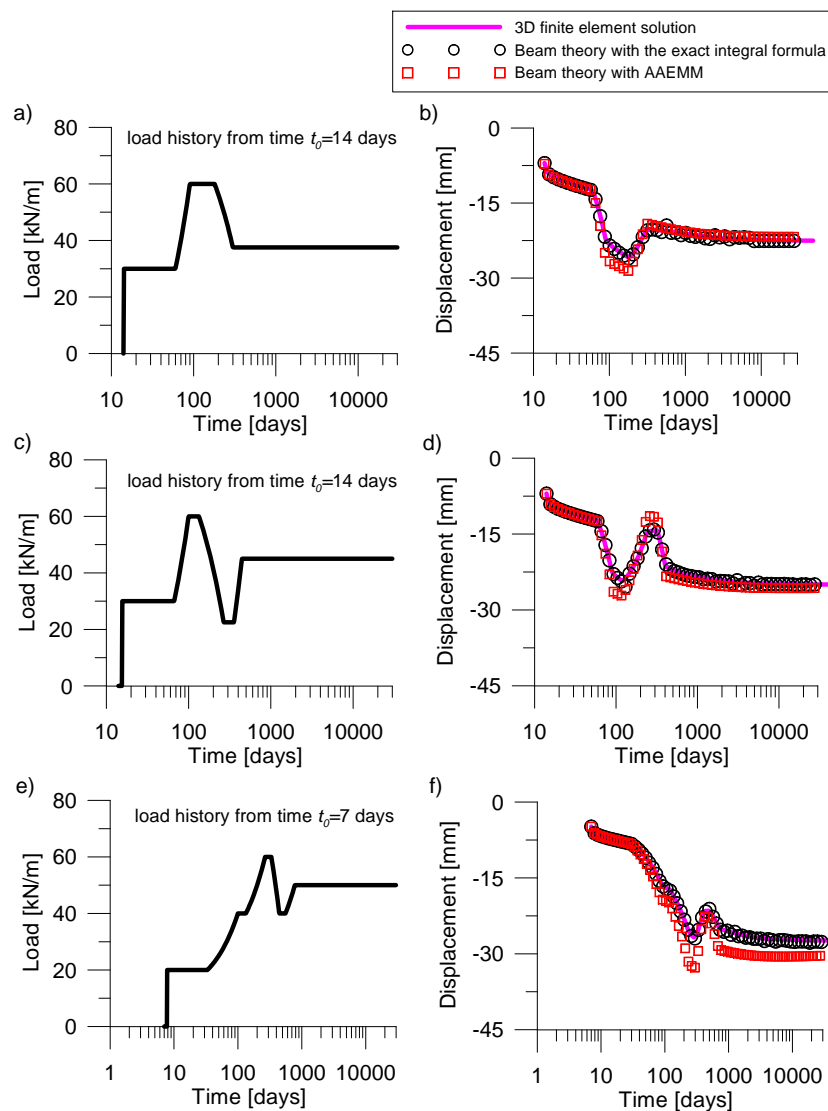 3D finite element solution
Beam theory with the exact integral formula
Beam theory with AAEMM
a)
load history from time t0=14 days
Load [kN/m]
80
60
40
20
0
10 100 1000 10000
Time [days]
b)
Displacement [mm]
0
-15
-30
-45
10 100 1000 10000
Time [days]
c)
load history from time t0=14 days
Load [kN/m]
80
60
40
20
0
10 100 1000 10000
Time [days]
d)
Displacement [mm]
0
-15
-30
-45
10 100 1000 10000
Time [days]
e)
load history from time t0=7 days
Load [kN/m]
80
60
40
20
0
1 10 100 1000 10000
Time [days]
f)
Displacement [mm]
0
-15
-30
-45
1 10 100 1000 10000
Time [days]